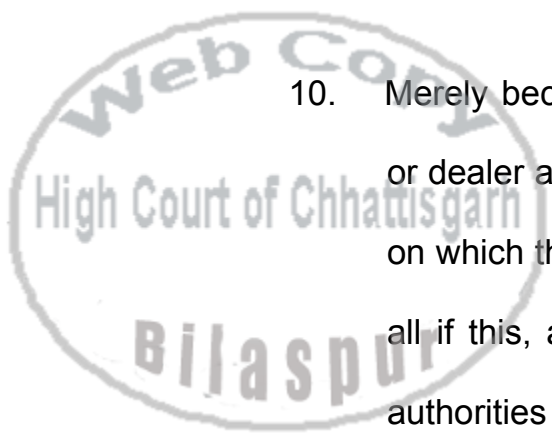 Web Copy
10. Merely bec
or dealer a
High Court of Chhattisgarh
on which th
all if this, a
Bilaspur
authorities